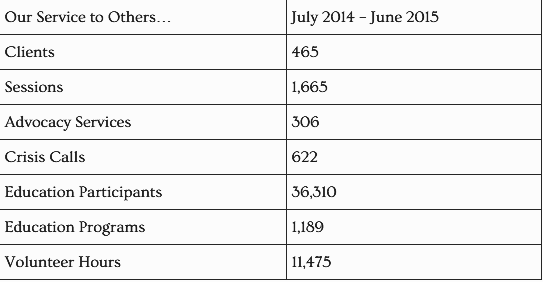 Our Service to Others… July 2014 – June 2015
Clients 465
Sessions 1,665
Advocacy Services 306
Crisis Calls 622
Education Participants 36,310
Education Programs 1,189
Volunteer Hours 11,475